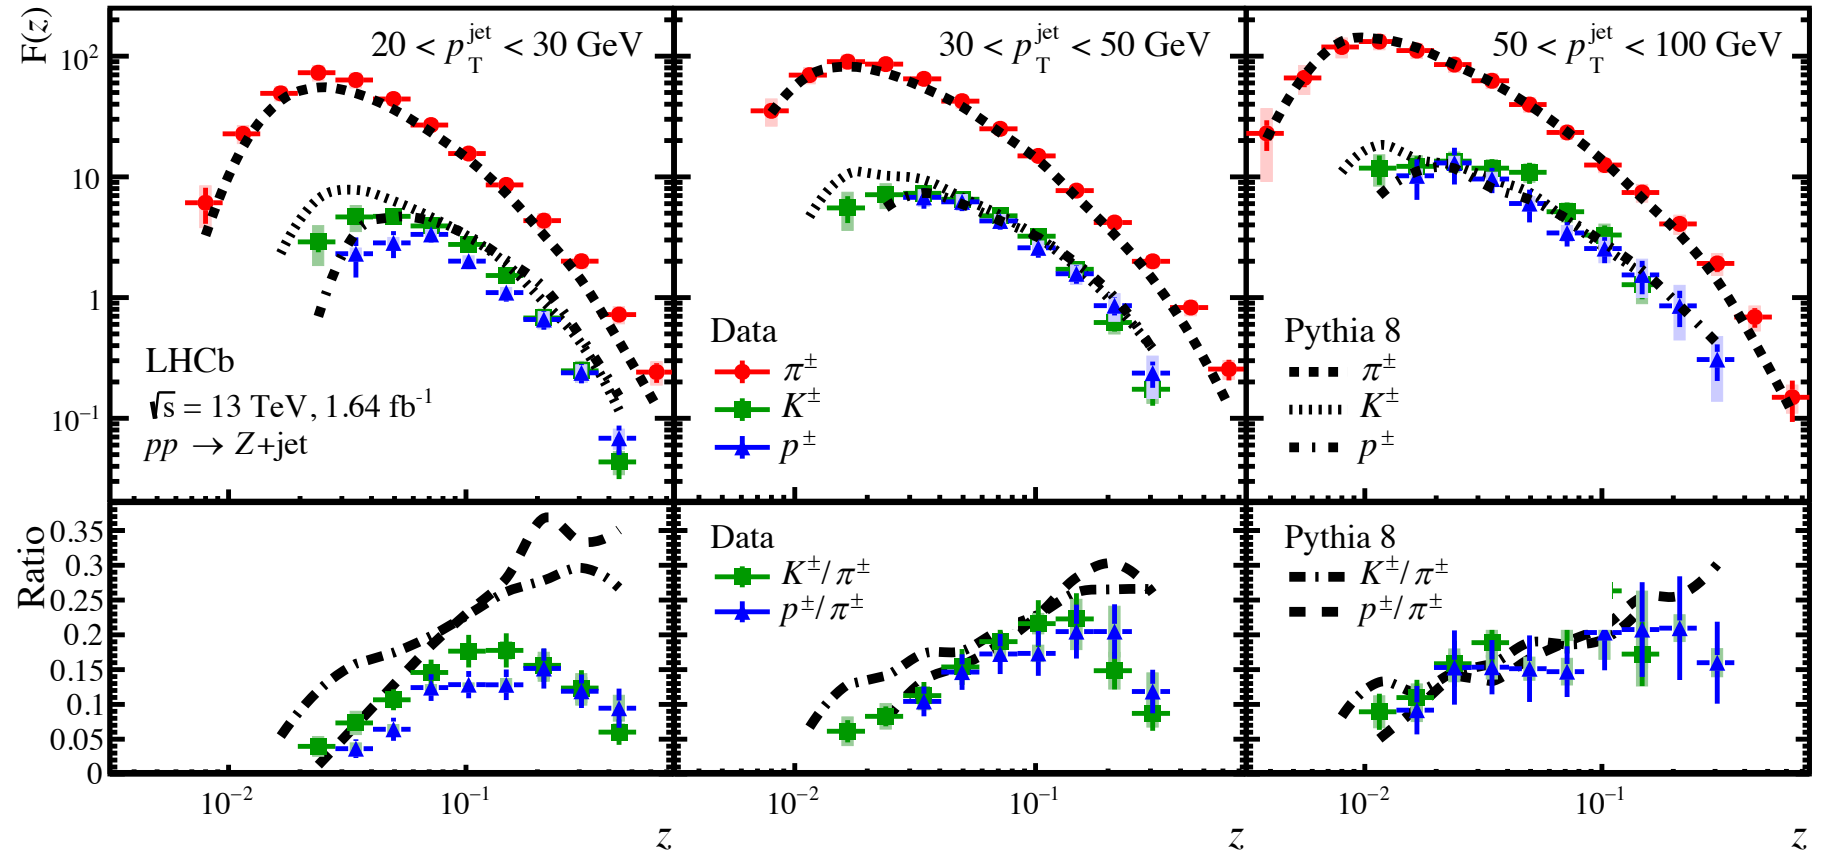 F(z)
20 < p_T^jet < 30 GeV
30 < p_T^jet < 50 GeV
50 < p_T^jet < 100 GeV
10²
10
1
10⁻¹
LHCb
√s = 13 TeV, 1.64 fb⁻¹
pp → Z+jet
Data
π±
K±
p±
Pythia 8
π±
K±
p±
Ratio
0.35
0.3
0.25
0.2
0.15
0.1
0.05
0
Data
K±/π±
p±/π±
Pythia 8
K±/π±
p±/π±
10⁻² 10⁻¹ 10⁻² 10⁻¹ 10⁻² 10⁻¹
z z z